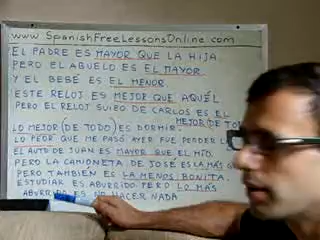 www.SpanishFreeLessonsOnline.com
EL PADRE ES MAYOR QUE LA HIJA
PERO EL ABUELO ES EL MAYOR
Y EL BEBÉ ES EL MENOR.
ESTE RELOJ ES MEJOR QUE AQUÉL
PERO EL RELOJ SUIZO DE CARLOS ES EL
MEJOR (DE TO
LO MEJOR (DE TODO) ES DORMIR.
LO PEOR QUE ME PASÓ AYER FUE PERDER L
EL AUTO DE JUAN ES MAYOR QUE EL MÍO,
PERO LA CAMIONETA DE JOSÉ ES LA MÁS G
PERO TAMBIÉN ES LA MENOS BONITA.
ESTUDIAR ES ABURRIDO, PERO LO MÁS
ABURRIDO ES NO HACER NADA